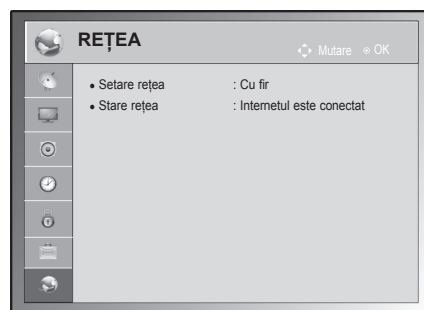 REȚEA
Mutare OK
• Setare rețea : Cu fir
• Stare rețea : Internetul este conectat